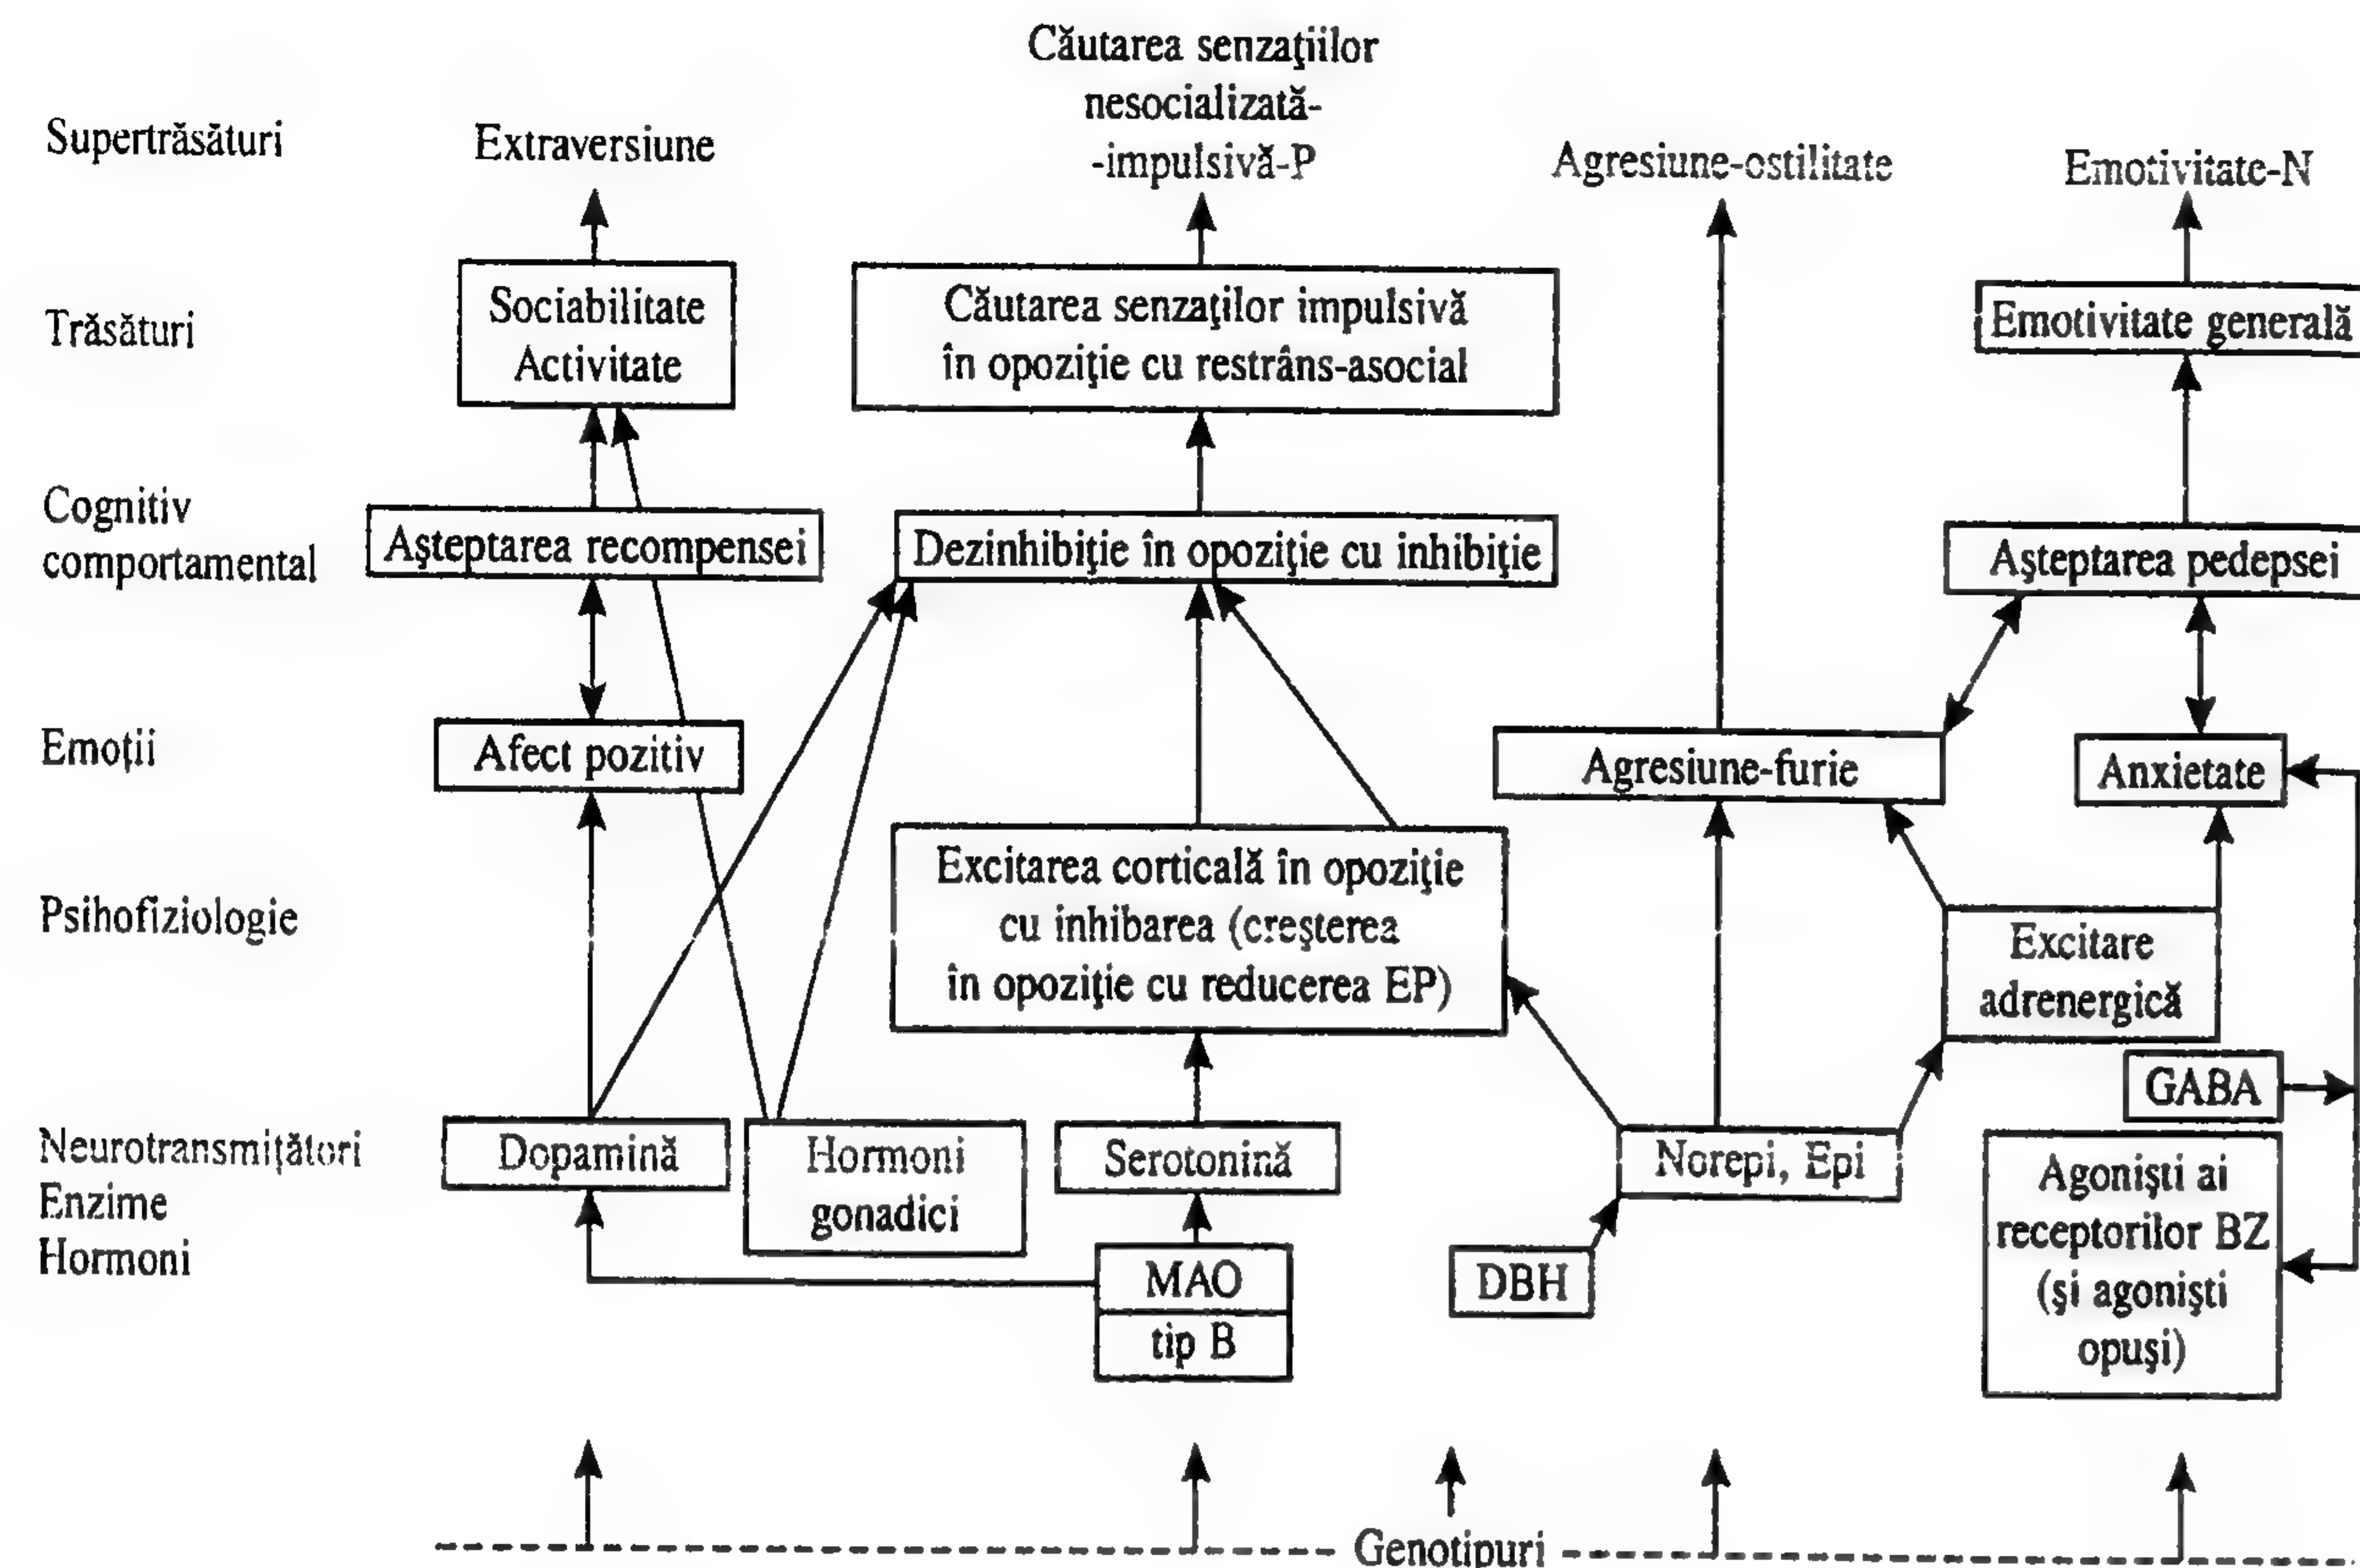 Căutarea senzaţiilor
nesocializată-
-impulsivă-P
Supertrăsături
Extraversiune
Agresiune-ostilitate
Emotivitate-N
Trăsături
Sociabilitate
Activitate
Căutarea senzaţilor impulsivă
în opoziţie cu restrâns-asocial
Emotivitate generală
Cognitiv
comportamental
Aşteptarea recompensei
Dezinhibiţie în opoziţie cu inhibiţie
Aşteptarea pedepsei
Emoţii
Afect pozitiv
Agresiune-furie
Anxietate
Psihofiziologie
Excitarea corticală în opoziţie
cu inhibarea (creşterea
în opoziţie cu reducerea EP)
Excitare
adrenergică
GABA
Neurotransmiţători
Enzime
Hormoni
Dopamină
Hormoni
gonadici
Serotonină
Norepi, Epi
Agonişti ai
receptorilor BZ
(şi agonişti
opuşi)
MAO
tip B
DBH
Genotipuri